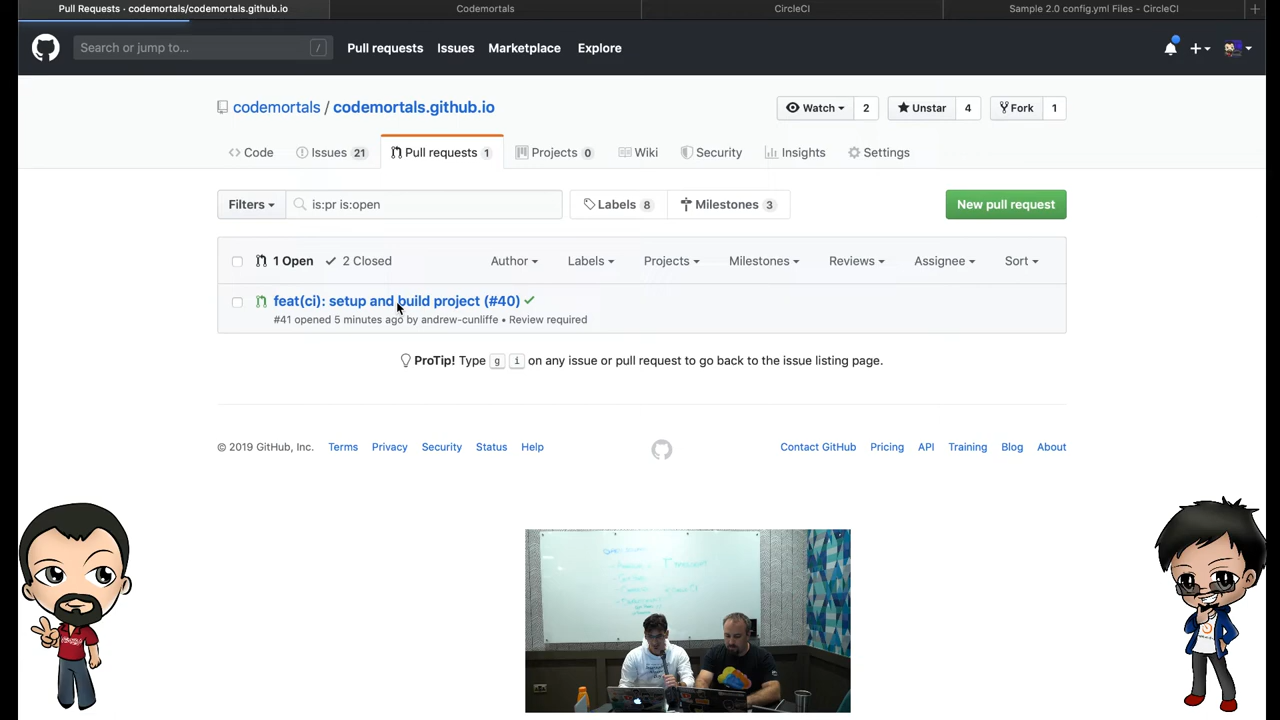 Pull Requests · codemortals/codemortals.github.io
Codemortals
CircleCI
Sample 2.0 config.yml Files - CircleCI
Search or jump to... /
Pull requests Issues Marketplace Explore
codemortals / codemortals.github.io
Watch 2 Unstar 4 Fork 1
Code Issues 21 Pull requests 1 Projects 0 Wiki Security Insights Settings
Filters is:pr is:open Labels 8 Milestones 3 New pull request
1 Open 2 Closed Author Labels Projects Milestones Reviews Assignee Sort
feat(ci): setup and build project (#40)
#41 opened 5 minutes ago by andrew-cunliffe • Review required
ProTip! Type g i on any issue or pull request to go back to the issue listing page.
© 2019 GitHub, Inc. Terms Privacy Security Status Help Contact GitHub Pricing API Training Blog About